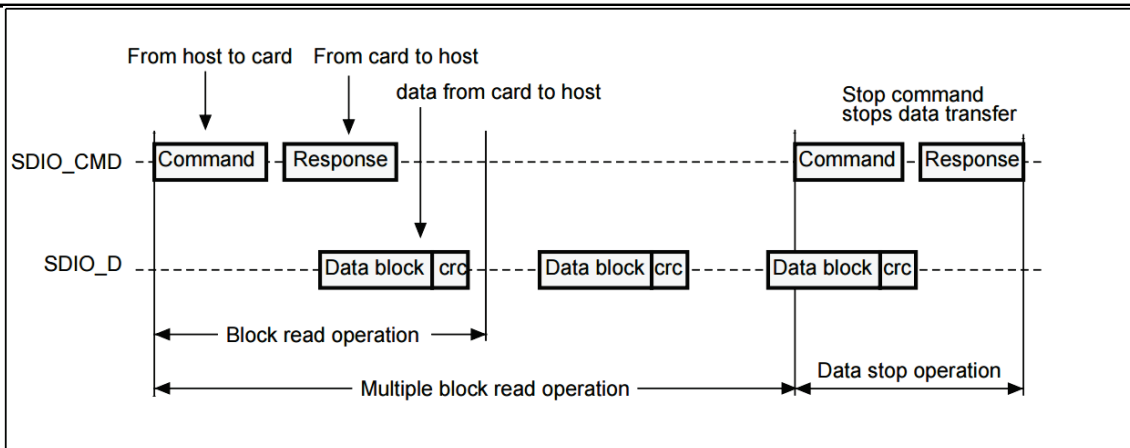 From host to card From card to host
data from card to host
Stop command
stops data transfer
SDIO_CMD Command Response Command Response
SDIO_D Data block crc Data block crc Data block crc
Block read operation
Data stop operation
Multiple block read operation